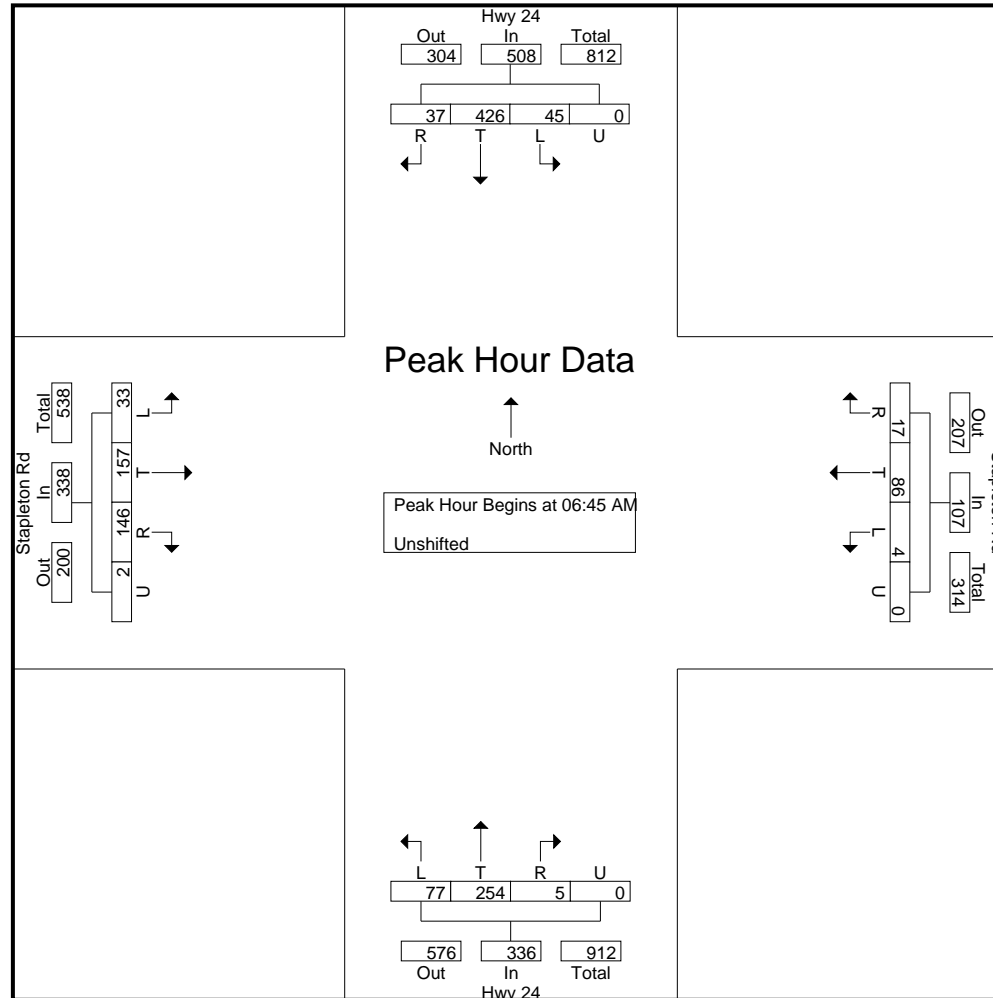 Hwy 24
Out In Total
304 508 812
37 426 45 0
R T L U
Peak Hour Data
North
Peak Hour Begins at 06:45 AM
Unshifted
Stapleton Rd
Total In Out
538 338 200
33 157 146 2
L T R U
Out In Total
207 107 314
17 86 4 0
R T L U
L T R U
77 254 5 0
576 336 912
Out In Total
Hwy 24